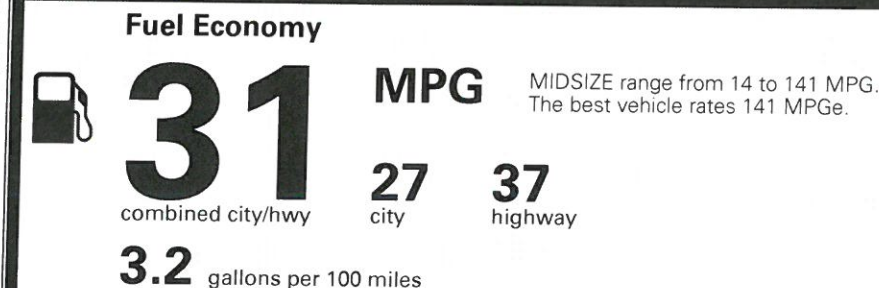 Fuel Economy
31 MPG
MIDSIZE range from 14 to 141 MPG.
The best vehicle rates 141 MPGe.
combined city/hwy
27
city
37
highway
3.2 gallons per 100 miles